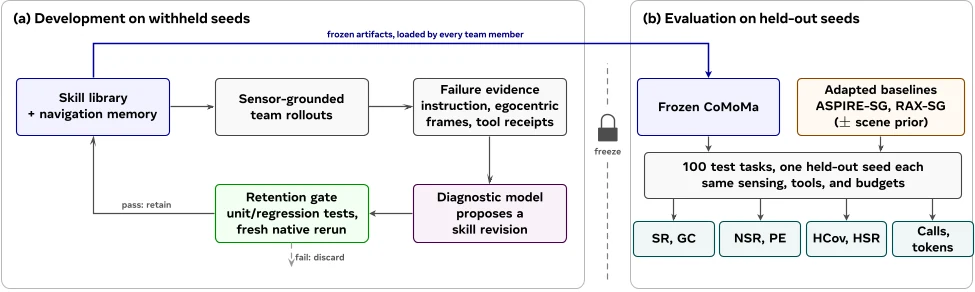 (a) Development on withheld seeds
frozen artifacts, loaded by every team member
Skill library
+ navigation memory
Sensor-grounded
team rollouts
Failure evidence
instruction, egocentric
frames, tool receipts
Diagnostic model
proposes a
skill revision
Retention gate
unit/regression tests,
fresh native rerun
pass: retain
fail: discard
freeze
(b) Evaluation on held-out seeds
Frozen CoMoMa
Adapted baselines
ASPIRE-SG, RAX-SG
(± scene prior)
100 test tasks, one held-out seed each
same sensing, tools, and budgets
SR, GC
NSR, PE
HCov, HSR
Calls,
tokens